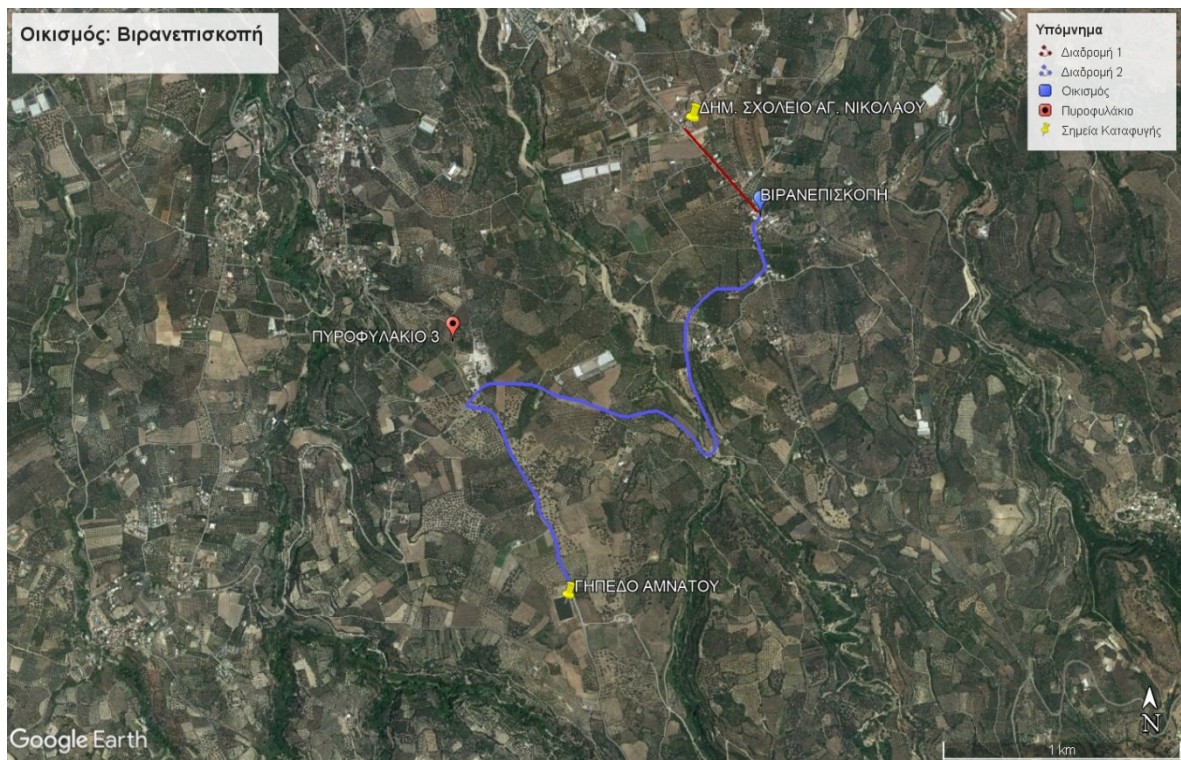 Οικισμός: Βιρανεπισκοπή
Υπόμνημα
Διαδρομή 1
Διαδρομή 2
Οικισμός
Πυροφυλάκιο
Σημεία Καταφυγής
ΔΗΜ. ΣΧΟΛΕΙΟ ΑΓ. ΝΙΚΟΛΑΟΥ
ΒΙΡΑΝΕΠΙΣΚΟΠΗ
ΠΥΡΟΦΥΛΑΚΙΟ 3
ΓΗΠΕΔΟ ΑΜΝΑΤΟΥ
Google Earth
N
1 km